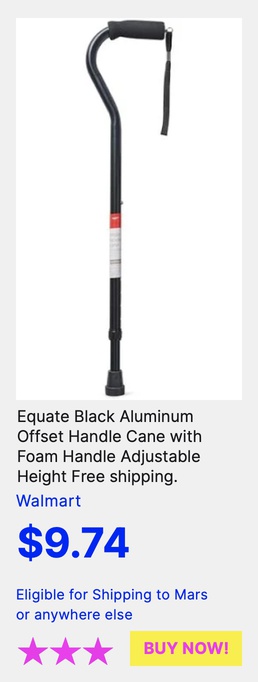 Equate Black Aluminum
Offset Handle Cane with
Foam Handle Adjustable
Height Free shipping.
Walmart
$9.74
Eligible for Shipping to Mars
or anywhere else
BUY NOW!